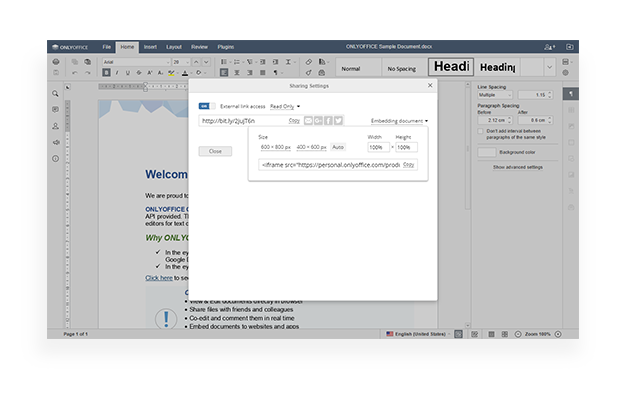 ONLYOFFICE File Home Insert Layout Review Plugins ONLYOFFICE Sample Document.docx
Arial 28 Normal No Spacing Headi Heading
Sharing Settings
External link access Read Only
http://bit.ly/2jujT6n Copy Embedding document
Size Width Height
600 × 800 px 400 × 600 px Auto 100% × 100%
<iframe src="https://personal.onlyoffice.com/prod Copy
Close
Line Spacing
Multiple 1.15
Paragraph Spacing
Before After
2.12 cm 8.6 cm
Don't add interval between
paragraphs of the same style
Background color
Show advanced settings
Welcom
We are proud to
ONLYOFFICE
API provided. Th
editors for text d
Why ONLYO
In the ey
Google D
In the ey
Click here to see
View & Edit documents directly in browser
Share files with friends and colleagues
Co-edit and comment them in real time
Embed documents to websites and apps
Page 1 of 1 English (United States) Zoom 100%